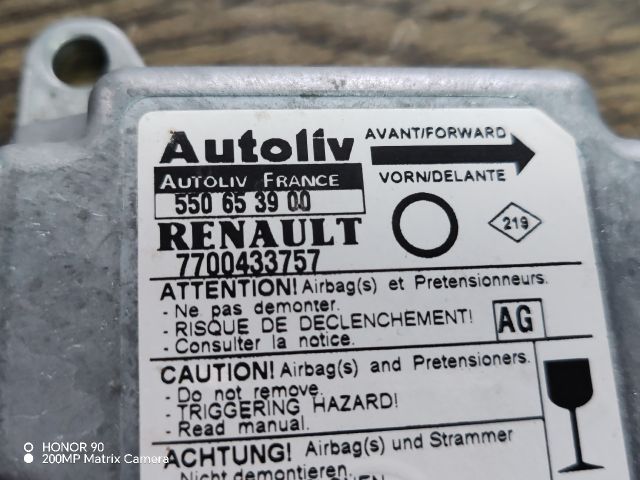 Autoliv
AVANT/FORWARD
AUTOLIV FRANCE
VORN/DELANTE
550 65 39 00
219
RENAULT
7700433757
ATTENTION! Airbag(s) et Pretensionneurs.
- Ne pas demonter.
- RISQUE DE DECLENCHEMENT!
- Consulter la notice.
AG
CAUTION! Airbag(s) and Pretensioners.
- Do not remove.
- TRIGGERING HAZARD!
- Read manual.
ACHTUNG! Airbag(s) und Strammer
- Nicht demontieren.
HONOR 90
200MP Matrix Camera